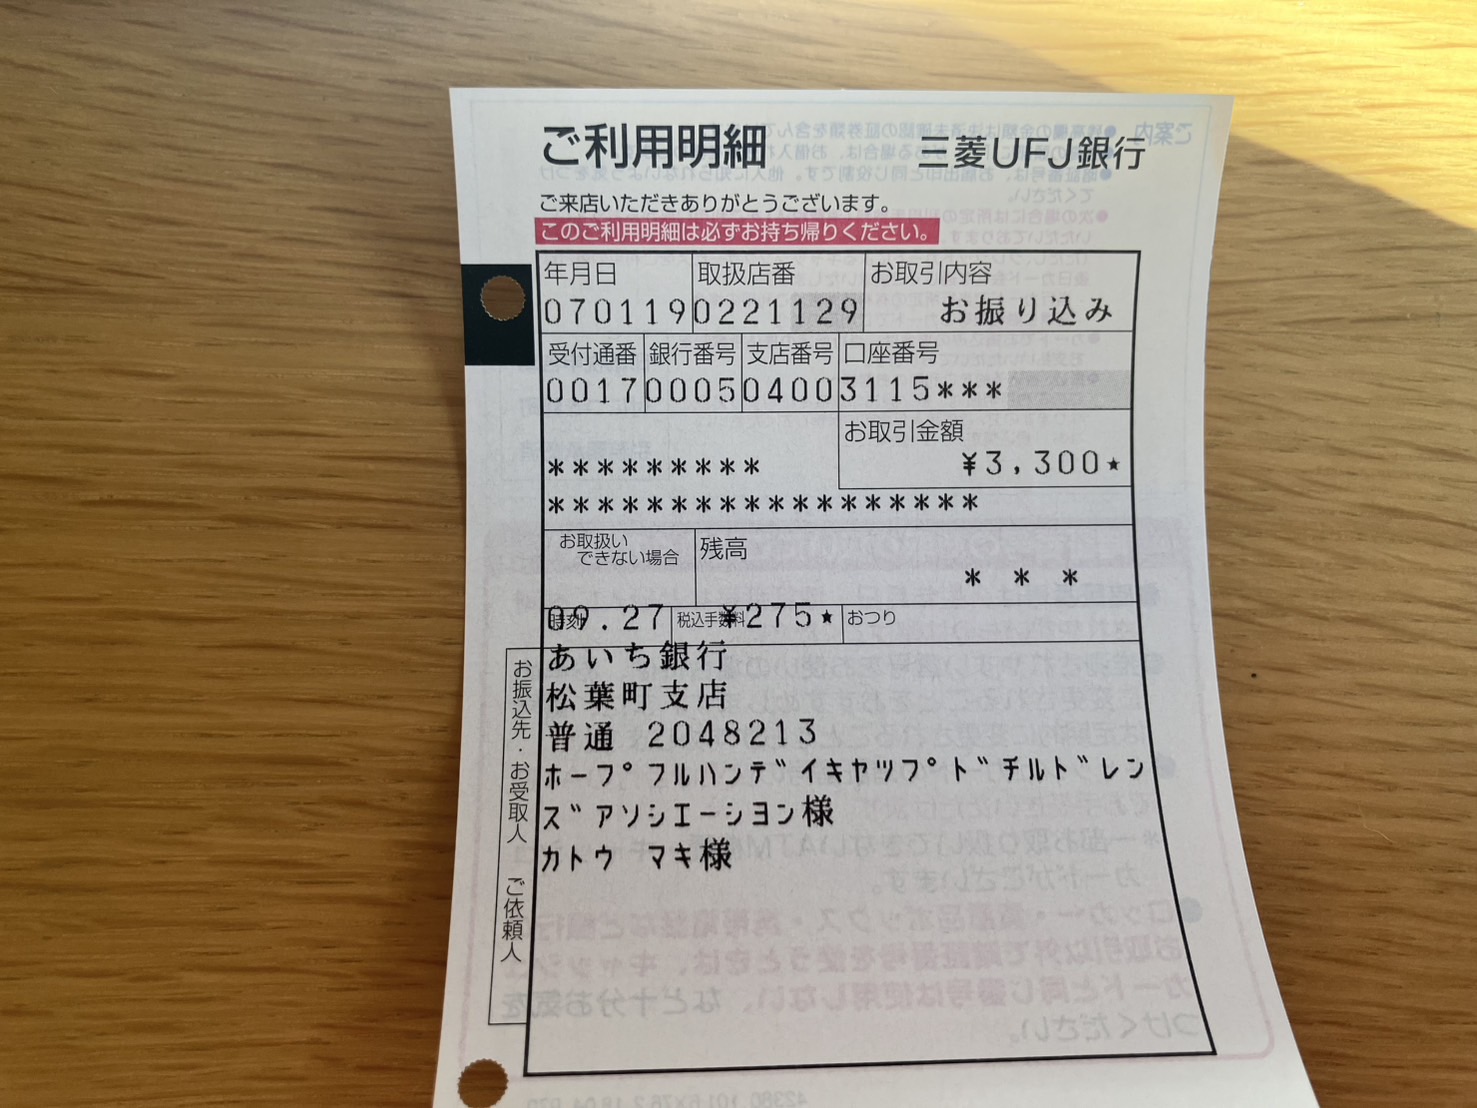 ご利用明細 三菱UFJ銀行
ご来店いただきありがとうございます。
このご利用明細は必ずお持ち帰りください。
年月日 取扱店番 お取引内容
070119 0221129 お振り込み
受付通番 銀行番号 支店番号 口座番号
0017 0005 0400 3115***
お取引金額
********* ¥3,300★
******************
お取扱い
できない場合 残高
* * *
時刻 09.27 税込手数料 ¥275★ おつり
お振込先・お受取人 ご依頼人
あいち銀行
松葉町支店
普通 2048213
ホープフルハンデイキヤツプドチルドレン
ズアソシエーシヨン様
カトウ マキ様